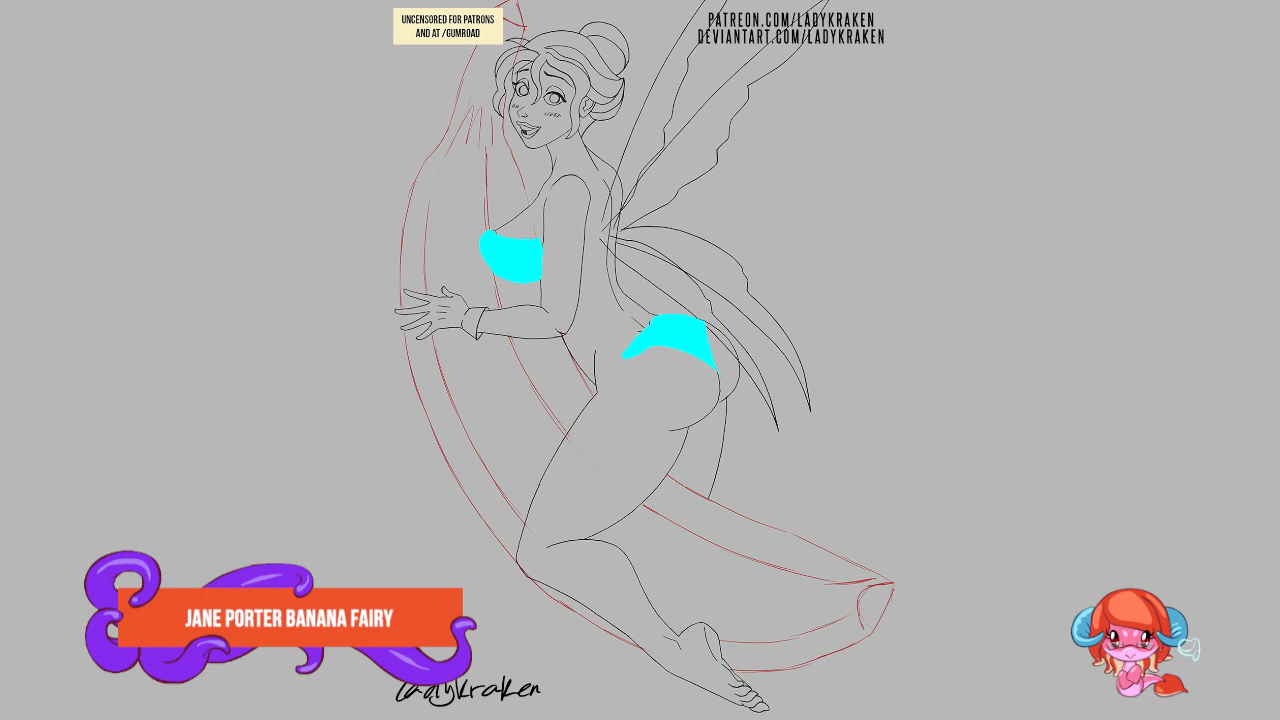 UNCENSORED FOR PATRONS
AND AT /GUMROAD
PATREON.COM/LADYKRAKEN
DEVIANTART.COM/LADYKRAKEN
JANE PORTER BANANA FAIRY
ladykraken